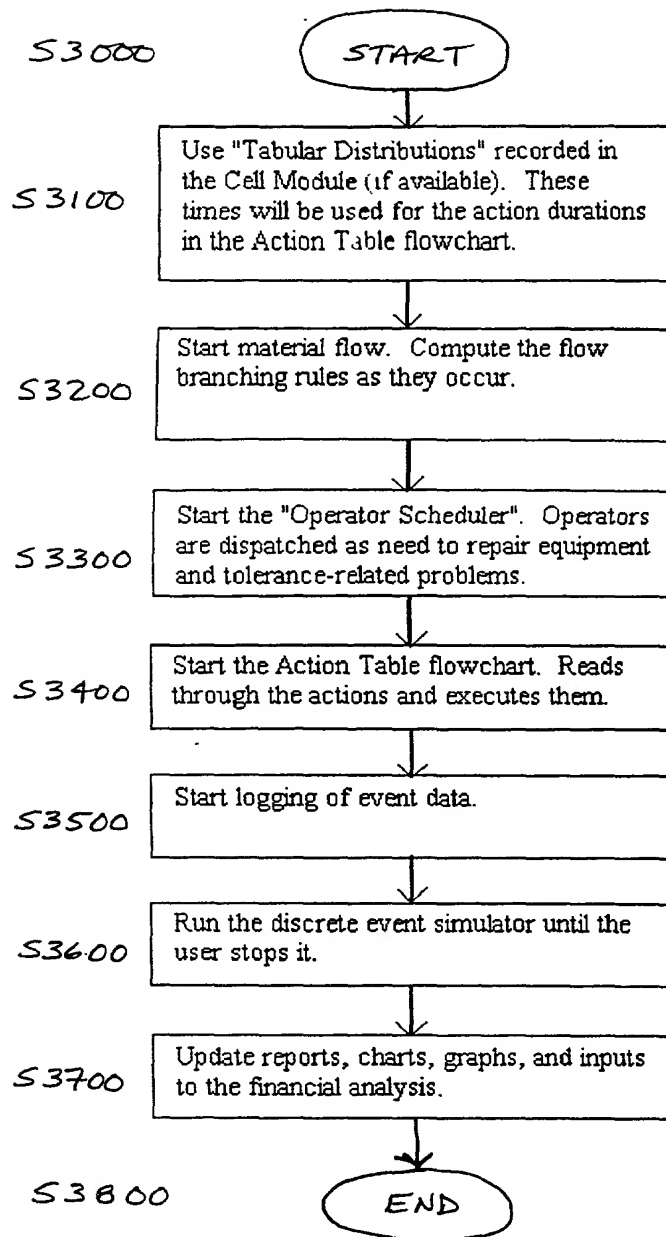 S3000
START
S3100
Use "Tabular Distributions" recorded in
the Cell Module (if available). These
times will be used for the action durations
in the Action Table flowchart.
S3200
Start material flow. Compute the flow
branching rules as they occur.
S3300
Start the "Operator Scheduler". Operators
are dispatched as need to repair equipment
and tolerance-related problems.
S3400
Start the Action Table flowchart. Reads
through the actions and executes them.
S3500
Start logging of event data.
S3600
Run the discrete event simulator until the
user stops it.
S3700
Update reports, charts, graphs, and inputs
to the financial analysis.
S3800
END